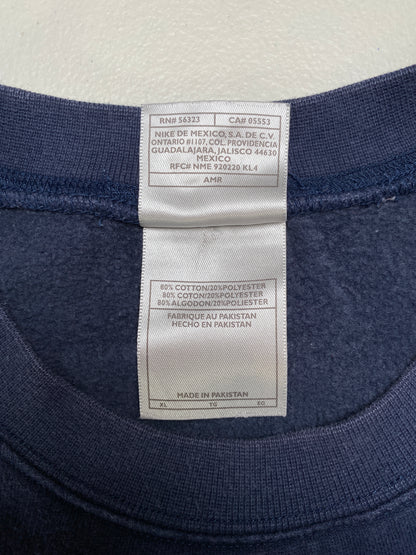 RN# 56323 CA# 05553
NIKE DE MEXICO, S.A. DE C.V.
ONTARIO #1107, COL. PROVIDENCIA
GUADALAJARA, JALISCO 44630
MEXICO
RFC# NME 920220 KL4
AMR
80% COTTON/20%POLYESTER
80% COTTON/20%POLYESTER
80% ALGODON/20%POLYESTER
FABRIQUE AU PAKISTAN
HECHO EN PAKISTAN
MADE IN PAKISTAN
XL TG EG